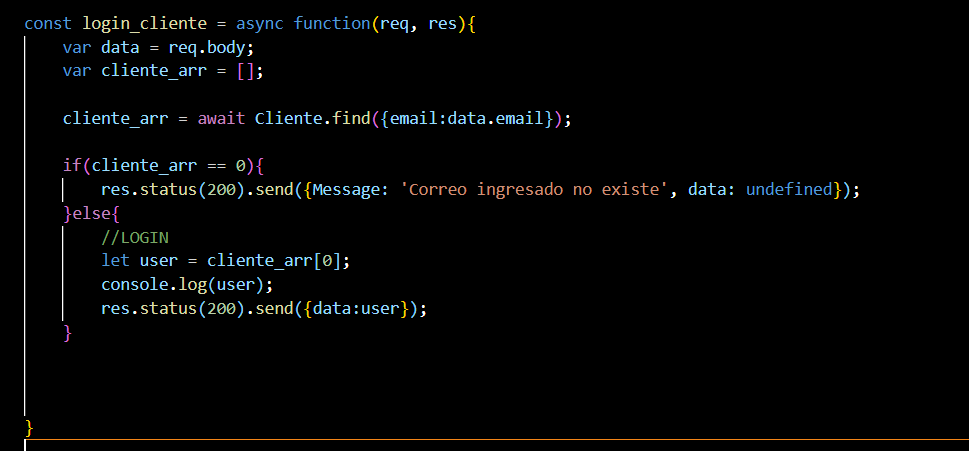 const login_cliente = async function(req, res){
    var data = req.body;
    var cliente_arr = [];
    cliente_arr = await Cliente.find({email:data.email});
    if(cliente_arr == 0){
        res.status(200).send({Message: 'Correo ingresado no existe', data: undefined});
    }else{
        //LOGIN
        let user = cliente_arr[0];
        console.log(user);
        res.status(200).send({data:user});
    }
}